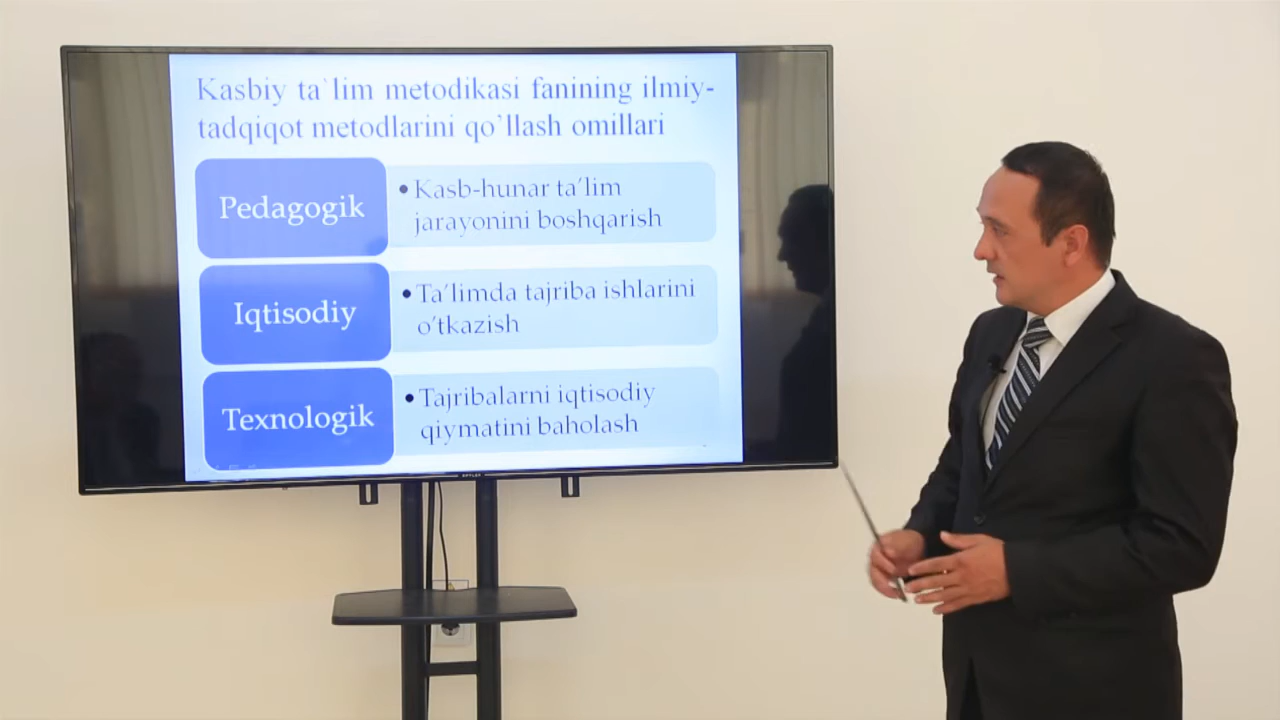 Kasbiy ta`lim metodikasi fanining ilmiy-
tadqiqot metodlarini qo’llash omillari
Pedagogik
• Kasb-hunar ta’lim
jarayonini boshqarish
Iqtisodiy
• Ta’limda tajriba ishlarini
o’tkazish
Texnologik
• Tajribalarni iqtisodiy
qiymatini baholash